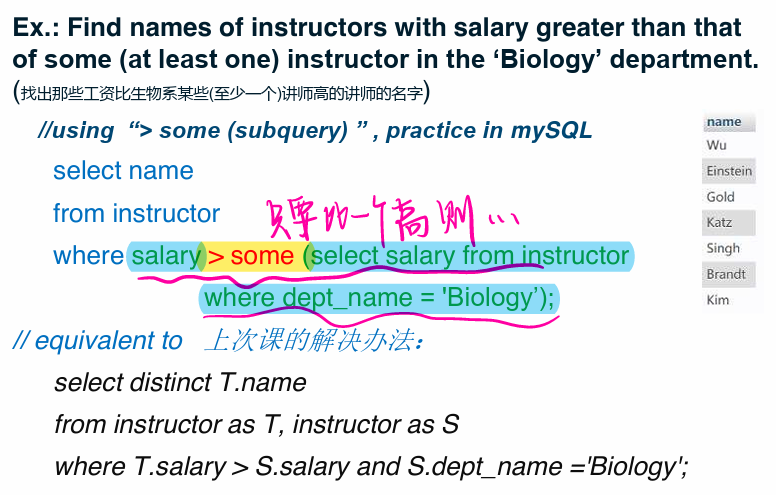 Ex.: Find names of instructors with salary greater than that
of some (at least one) instructor in the ‘Biology’ department.
(找出那些工资比生物系某些(至少一个)讲师高的讲师的名字)
//using “> some (subquery) ” , practice in mySQL
select name
from instructor
只要比一个高则...
where salary > some (select salary from instructor
where dept_name = 'Biology’);
// equivalent to 上次课的解决办法：
select distinct T.name
from instructor as T, instructor as S
where T.salary > S.salary and S.dept_name ='Biology';
name
Wu
Einstein
Gold
Katz
Singh
Brandt
Kim